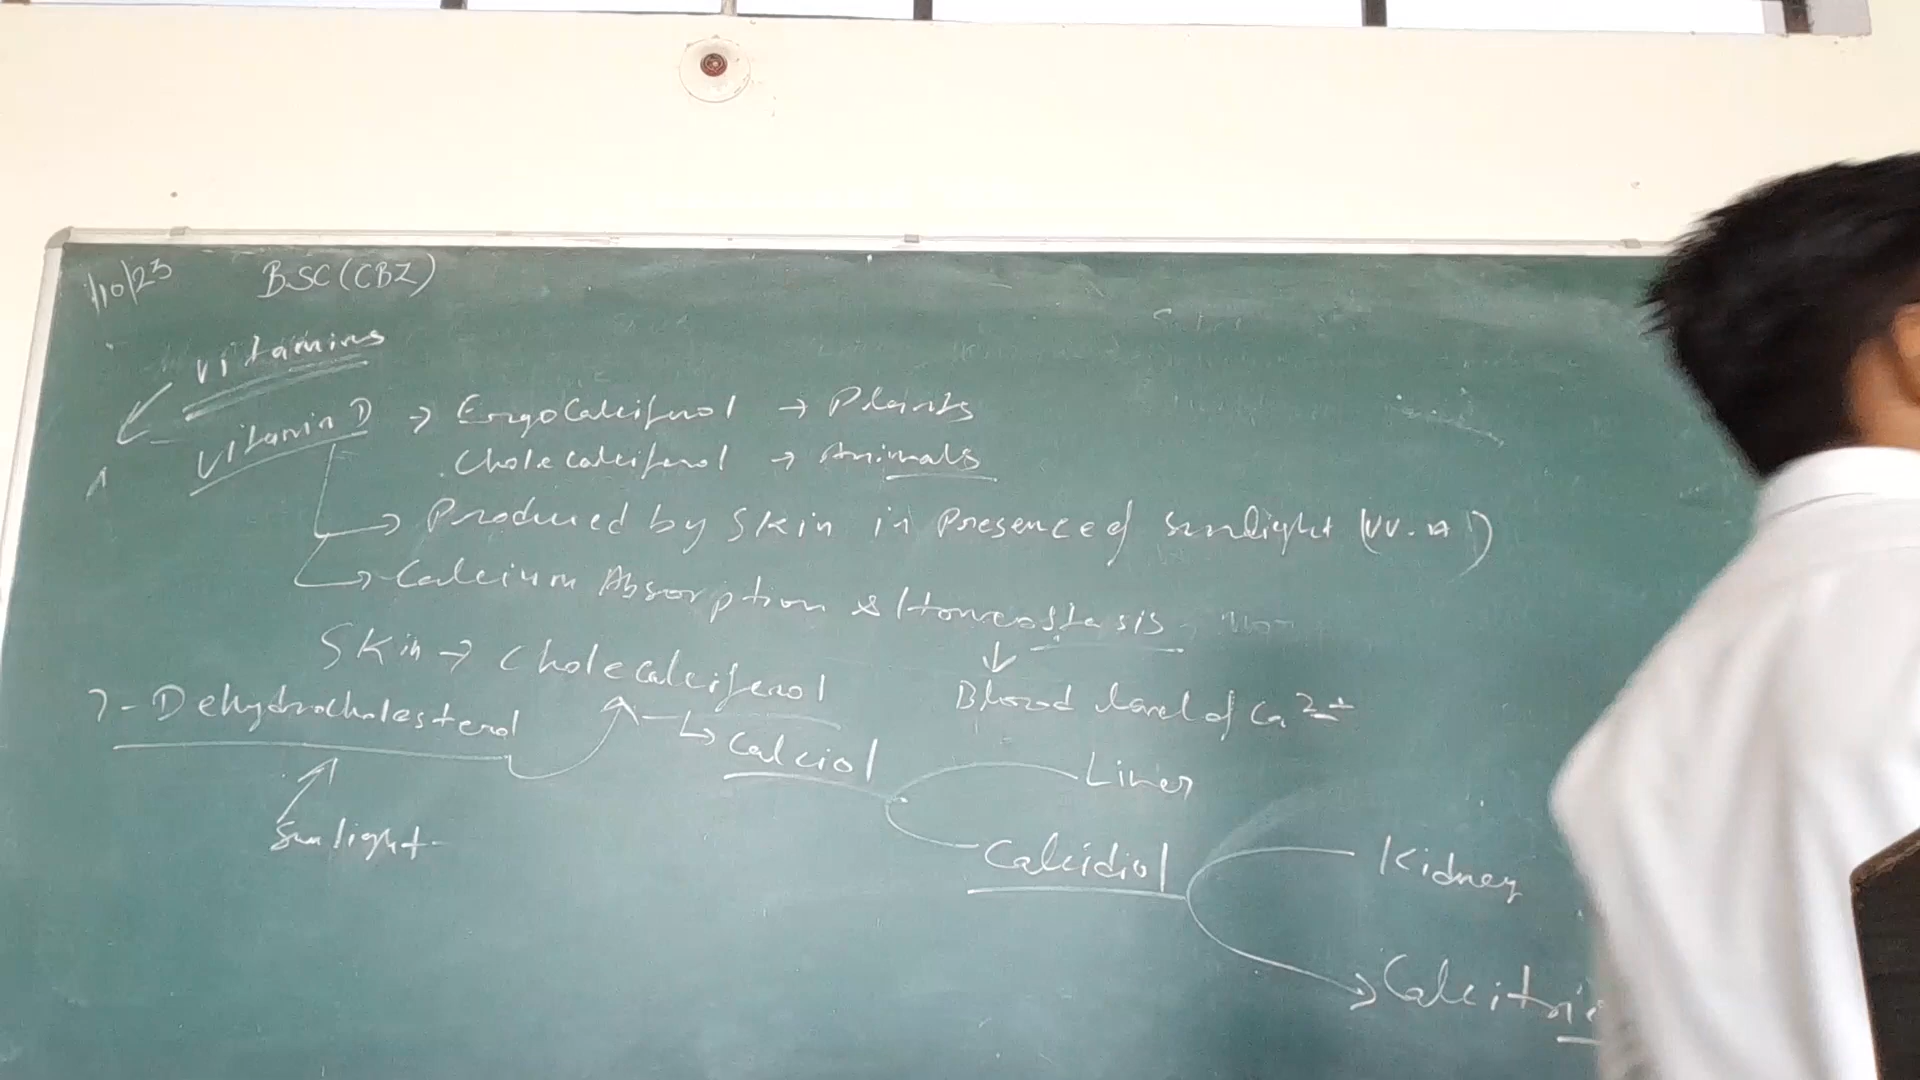 1/10/23 BSC (CBZ)
Vitamins
A
Vitamin D → Ergocalciferol → Plants
Cholecalciferol → Animals
→ Produced by Skin in Presence of Sunlight (UV.
→ Calcium Absorption & Homeostasis
↓
Blood level of Ca2+
Skin → Cholecalciferol
7-Dehydrocholesterol
Sunlight
Calciol
Liver
Calcidiol
Kidney
→ Calcitri